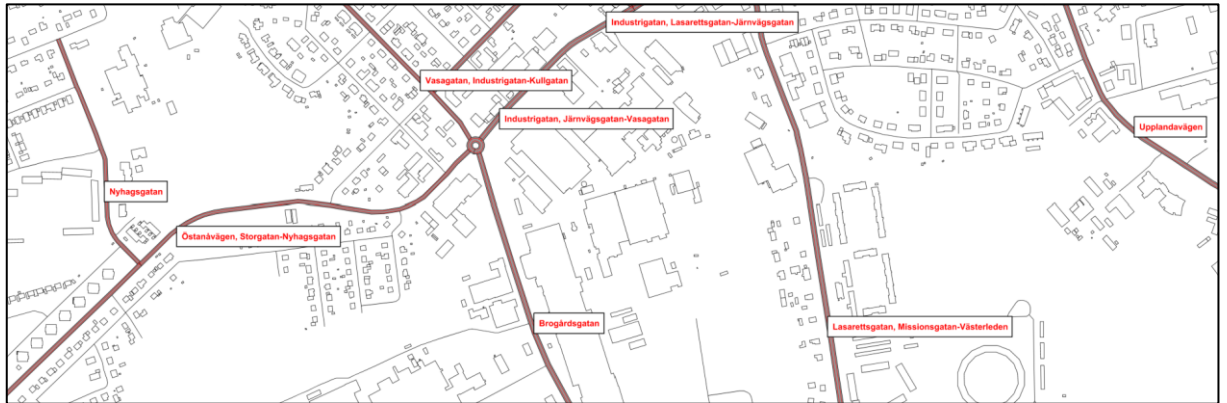 Industrigatan, Lasarettsgatan-Järnvägsgatan
Vasagatan, Industrigatan-Kullgatan
Industrigatan, Järnvägsgatan-Vasagatan
Upplandavägen
Nyhagsgatan
Östanåvägen, Storgatan-Nyhagsgatan
Brogårdsgatan
Lasarettsgatan, Missionsgatan-Västerleden